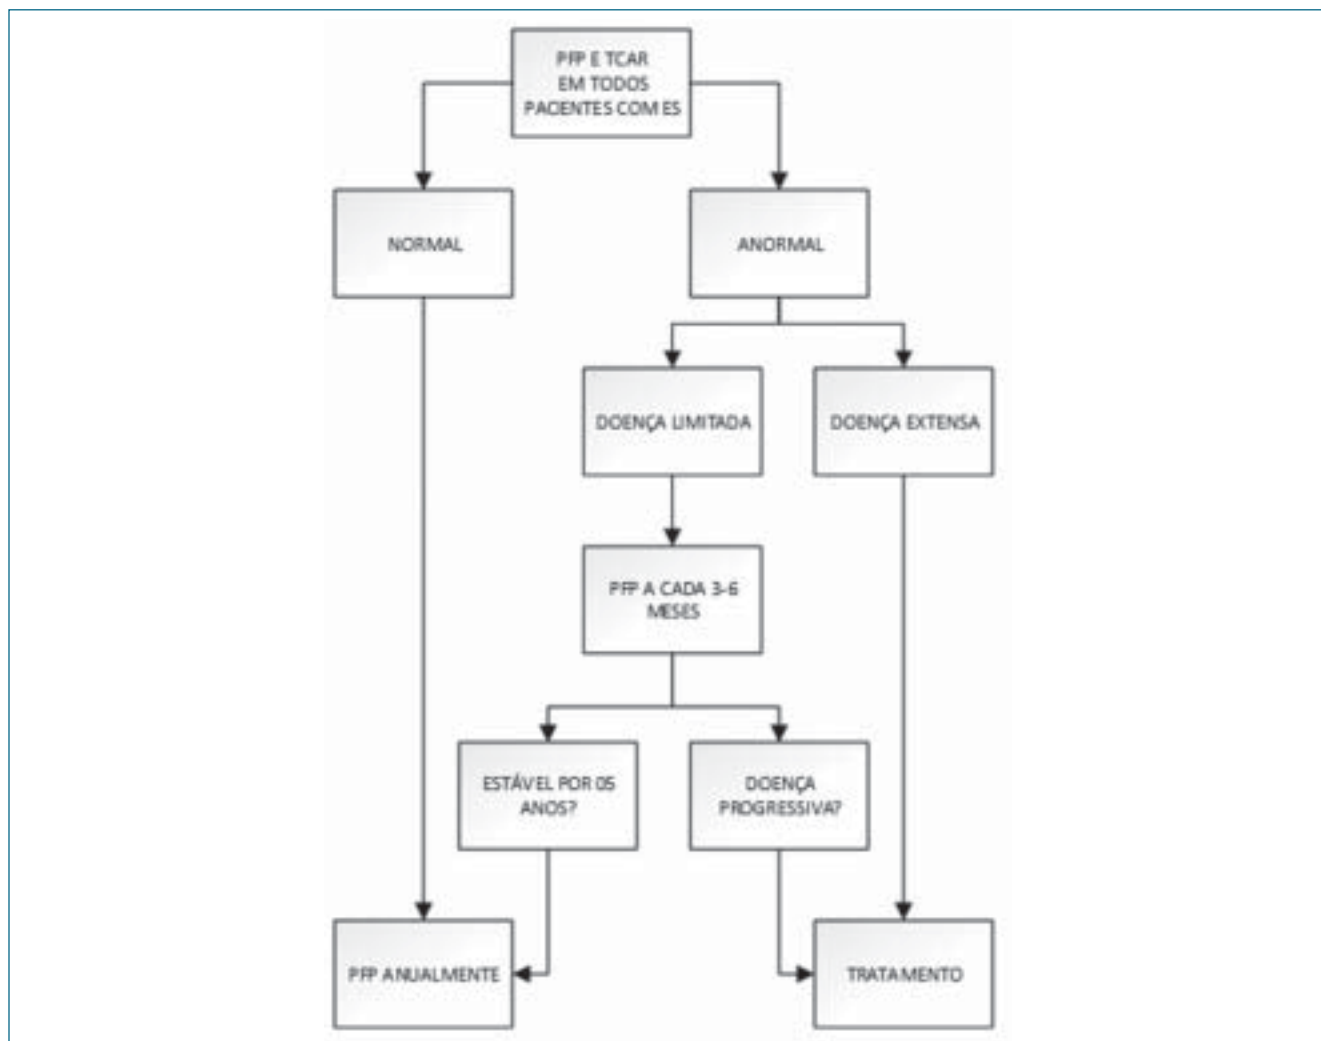 PFP E TCAR
EM TODOS
PACIENTES COM ES
NORMAL
ANORMAL
DOENÇA LIMITADA
DOENÇA EXTENSA
PFP A CADA 3-6
MESES
ESTÁVEL POR 05
ANOS?
DOENÇA
PROGRESSIVA?
PFP ANUALMENTE
TRATAMENTO